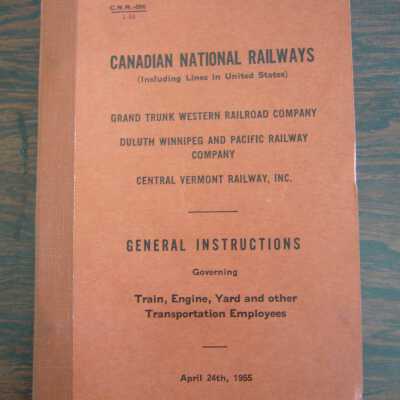 CANADIAN NATIONAL RAILWAYS
(Including Lines in United States)
GRAND TRUNK WESTERN RAILROAD COMPANY
DULUTH WINNIPEG AND PACIFIC RAILWAY
COMPANY
CENTRAL VERMONT RAILWAY, INC.
GENERAL INSTRUCTIONS
Governing
Train, Engine, Yard and other
Transportation Employees
April 24th, 1955